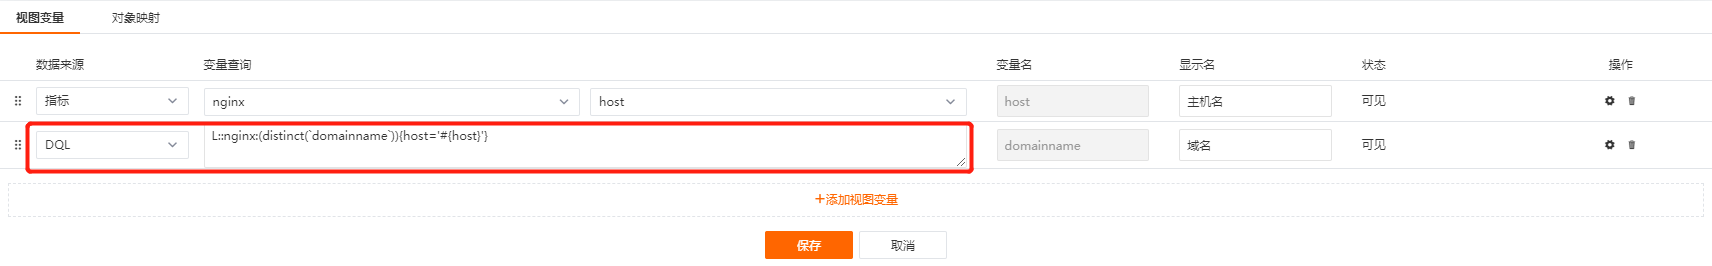 视图变量 对象映射
数据来源 变量查询 变量名 显示名 状态 操作
指标 nginx host host 主机名 可见
DQL L::nginx:(distinct(`domainname`)){host='#{host}'} domainname 域名 可见
+添加视图变量
保存 取消